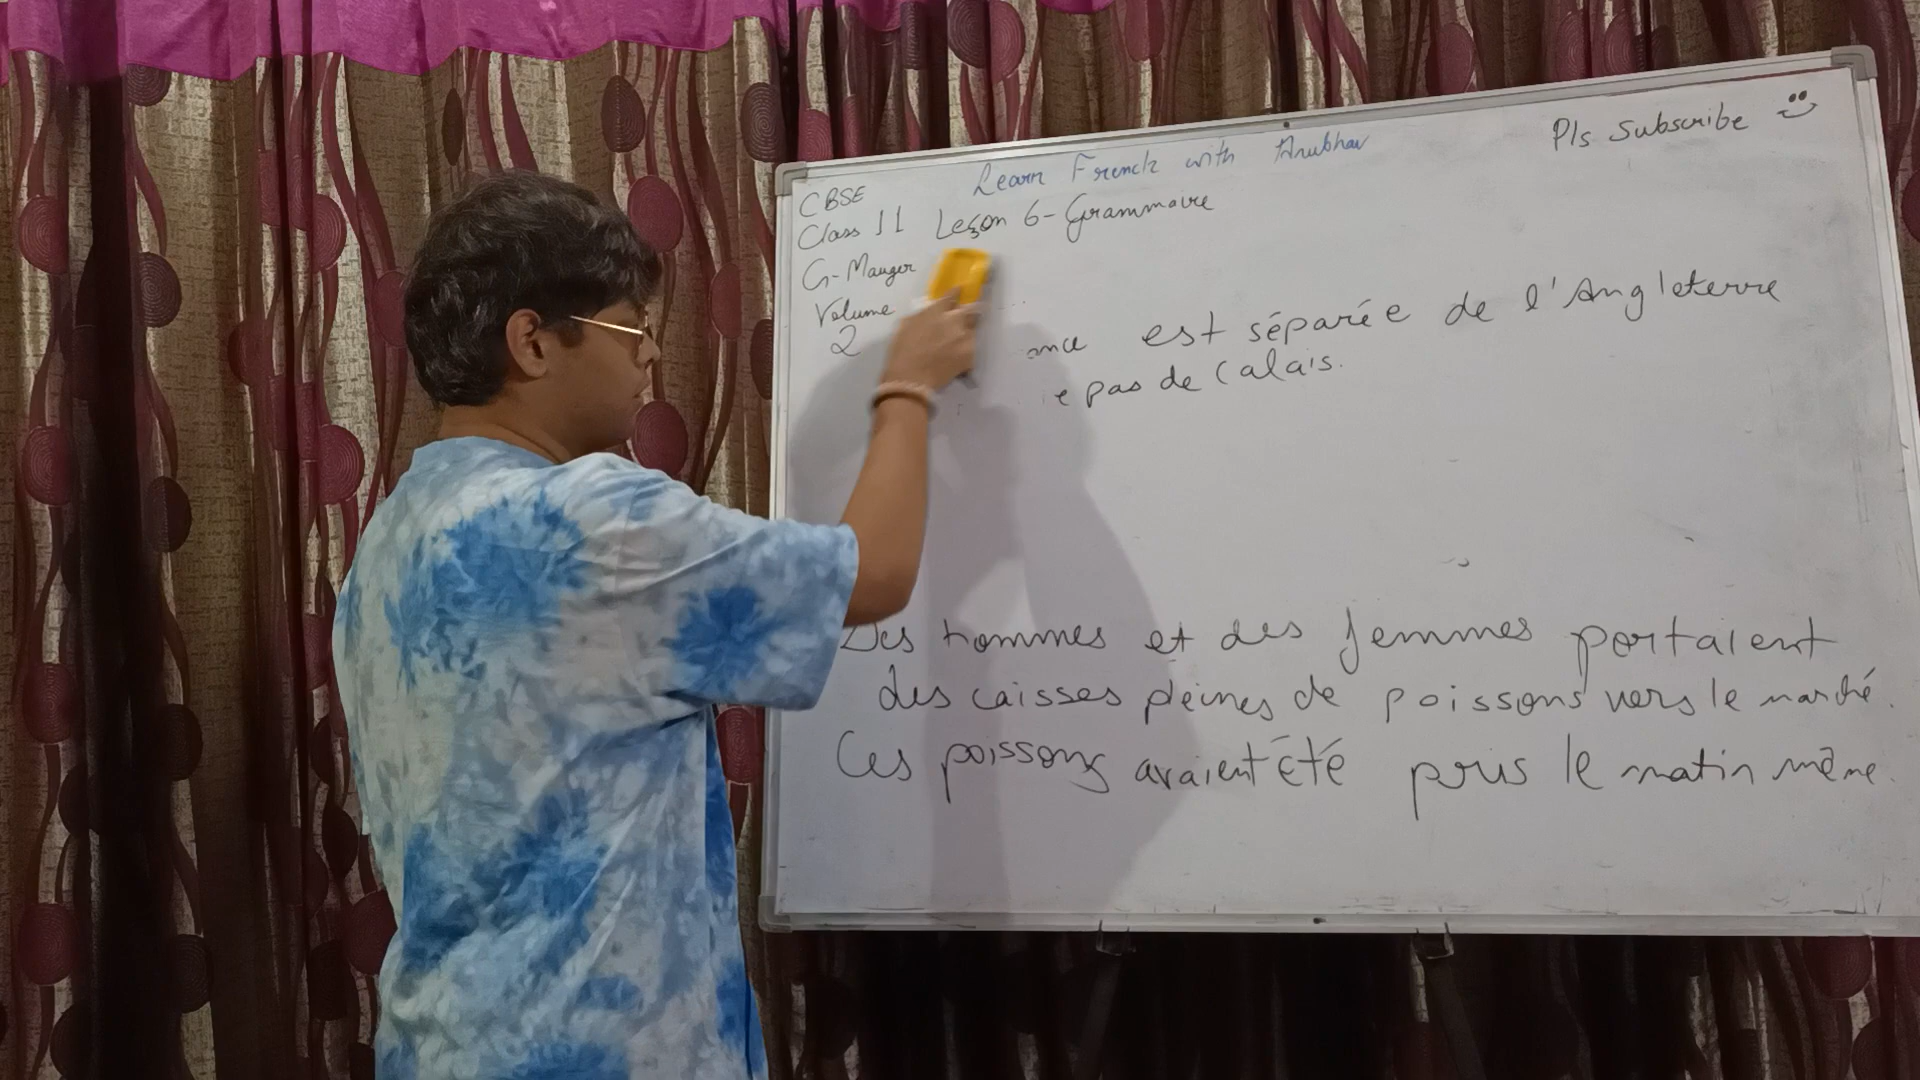 Learn French with Anubhav
Pls Subscribe
CBSE
Class 11 Leçon 6- Grammaire
G-Mauger
Volume
2
ance est séparée de l'Angleterre
e pas de Calais.
Des hommes et des femmes portaient
des caisses pleines de poissons vers le marché.
Ces poissons avaient été pris le matin même.